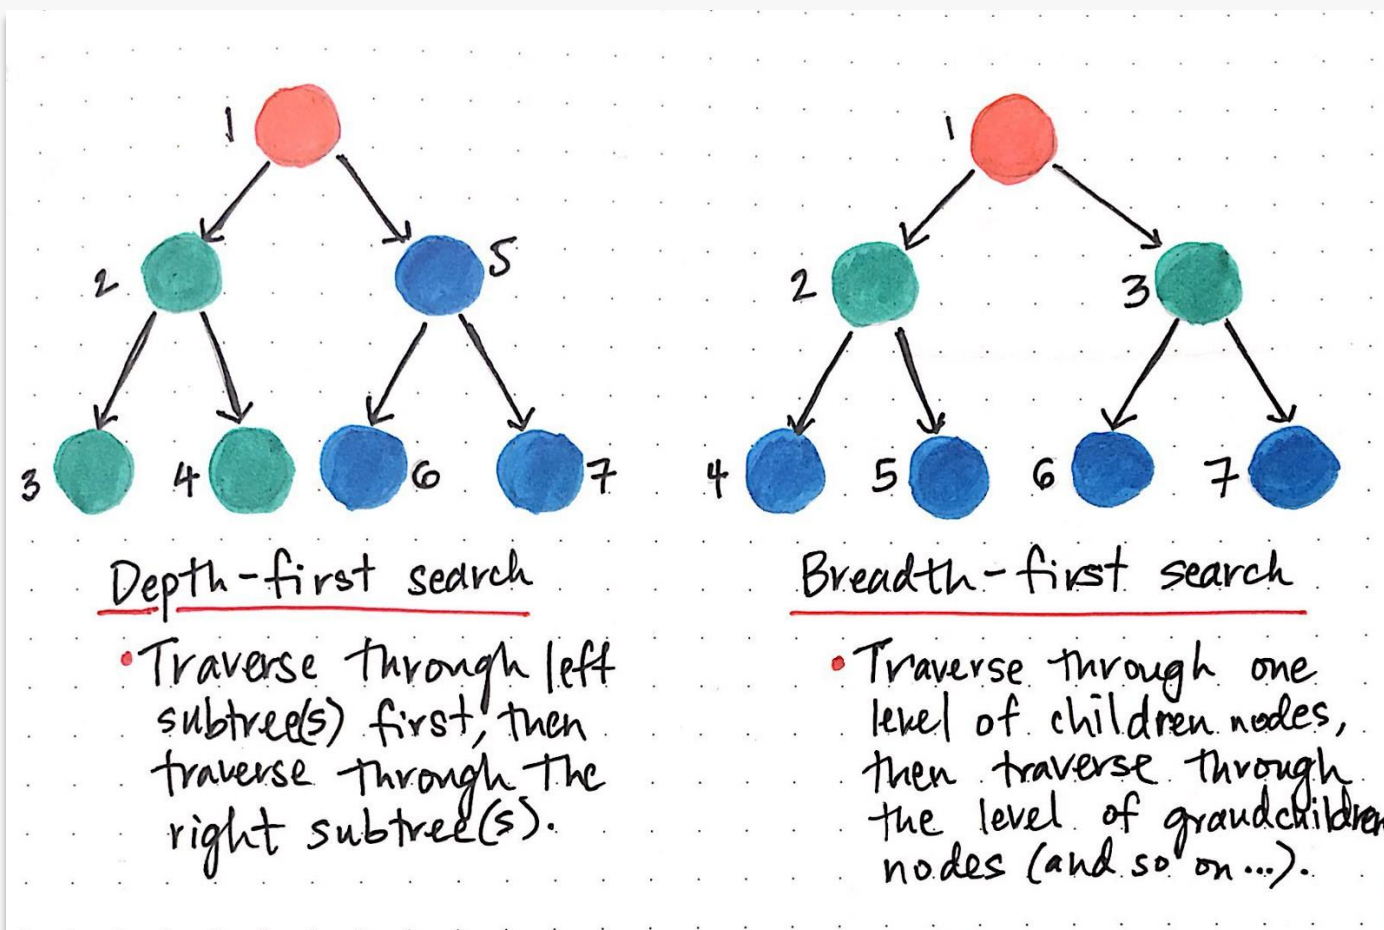 1
2
5
3
4
6
7
Depth-first search
• Traverse through left
subtree(s) first, then
traverse through the
right subtree(s).
1
2
3
4
5
6
7
Breadth-first search
• Traverse through one
level of children nodes,
then traverse through
the level of grandchildren
nodes (and so on...).